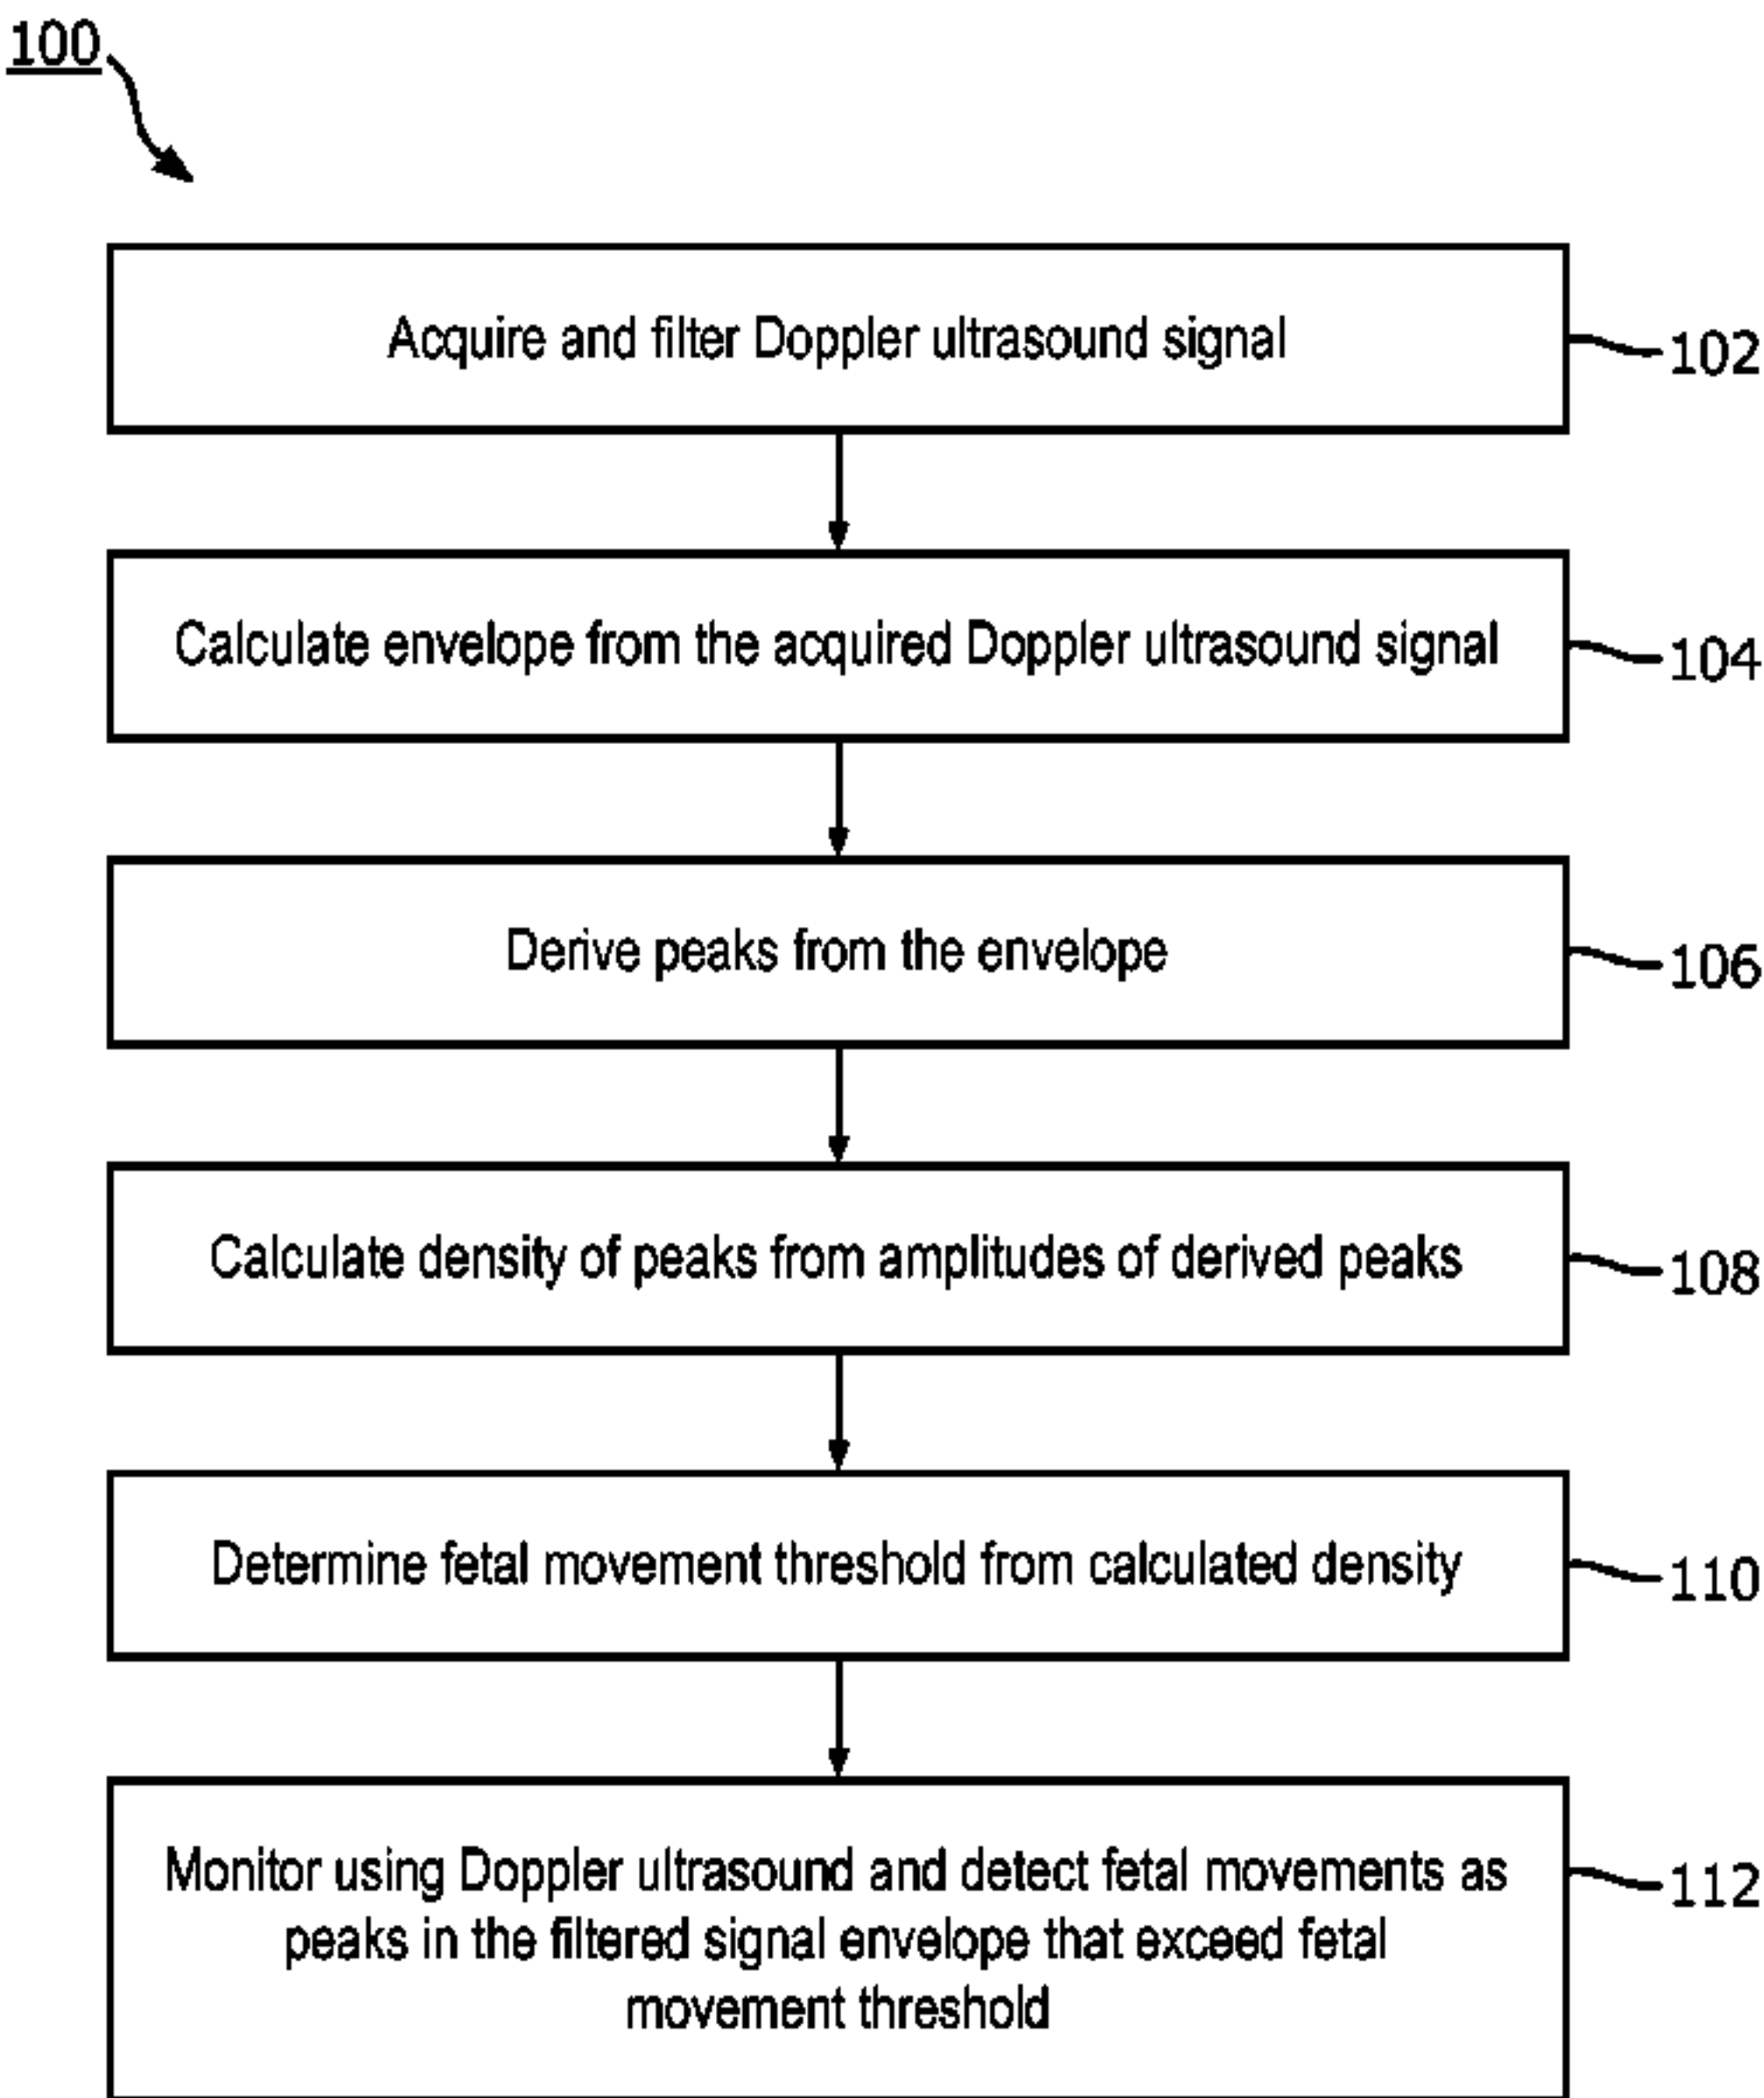 100
Acquire and filter Doppler ultrasound signal
102
Calculate envelope from the acquired Doppler ultrasound signal
104
Derive peaks from the envelope
106
Calculate density of peaks from amplitudes of derived peaks
108
Determine fetal movement threshold from calculated density
110
Monitor using Doppler ultrasound and detect fetal movements as
peaks in the filtered signal envelope that exceed fetal
movement threshold
112